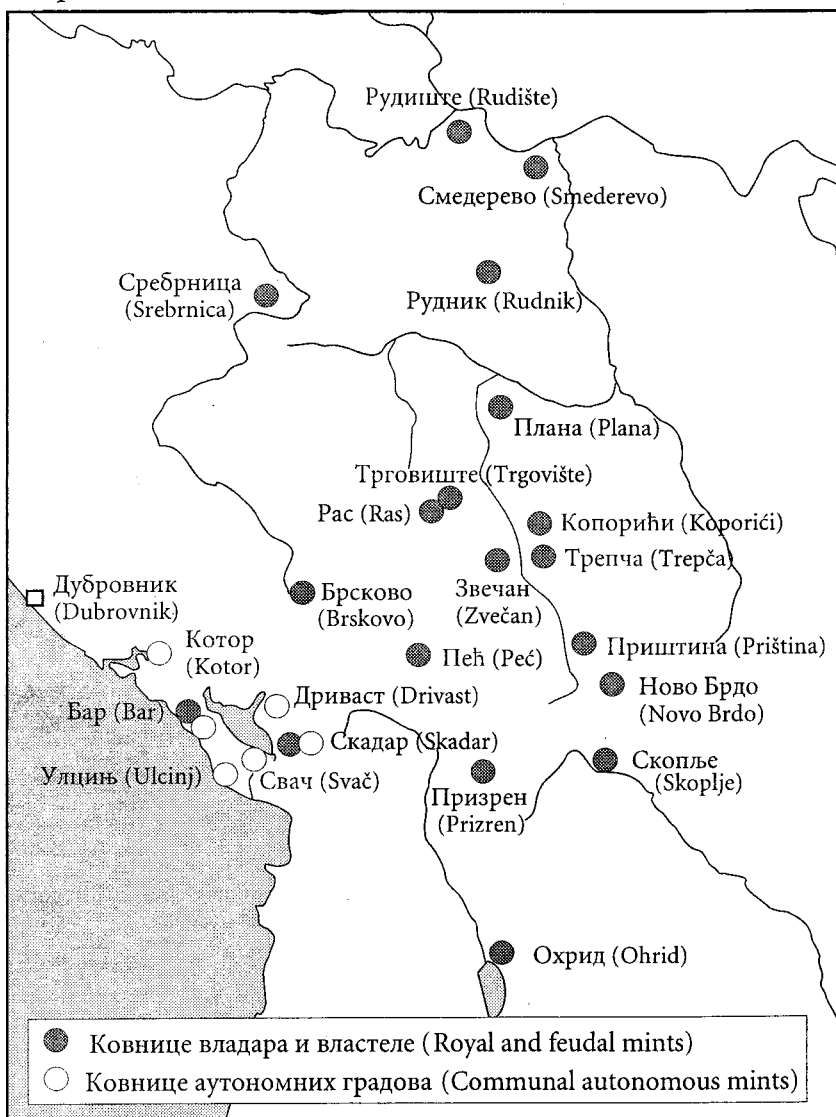 Рудиште (Rudište)
Смедерево (Smederevo)
Сребрница
(Srebrnica)
Рудник (Rudnik)
Плана (Plana)
Трговиште (Trgovište)
Рас (Ras)
Копорићи (Koporići)
Трепча (Trepča)
Звечан
(Zvečan)
Дубровник
(Dubrovnik)
Брсково
(Brskovo)
Котор
(Kotor)
Пећ (Peć)
Приштина (Priština)
Ново Брдо
(Novo Brdo)
Дриваст (Drivast)
Бар (Bar)
Скадар (Skadar)
Улцињ (Ulcinj)
Свач (Svač)
Призрен
(Prizren)
Скопље
(Skoplje)
Охрид (Ohrid)
Ковнице владара и властеле (Royal and feudal mints)
Ковнице аутономних градова (Communal autonomous mints)